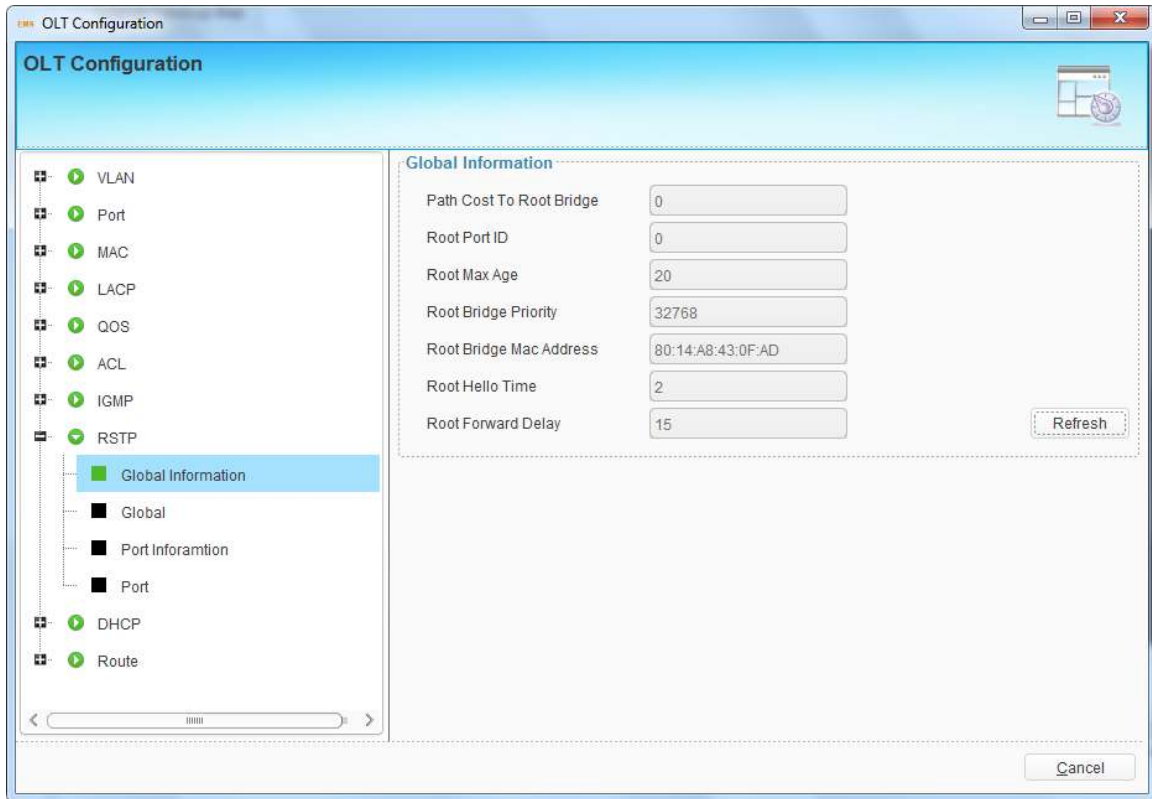 EMS OLT Configuration
OLT Configuration
VLAN
Port
MAC
LACP
QOS
ACL
IGMP
RSTP
Global Information
Global
Port Inforamtion
Port
DHCP
Route
Global Information
Path Cost To Root Bridge 0
Root Port ID 0
Root Max Age 20
Root Bridge Priority 32768
Root Bridge Mac Address 80:14:A8:43:0F:AD
Root Hello Time 2
Root Forward Delay 15
Refresh
Cancel